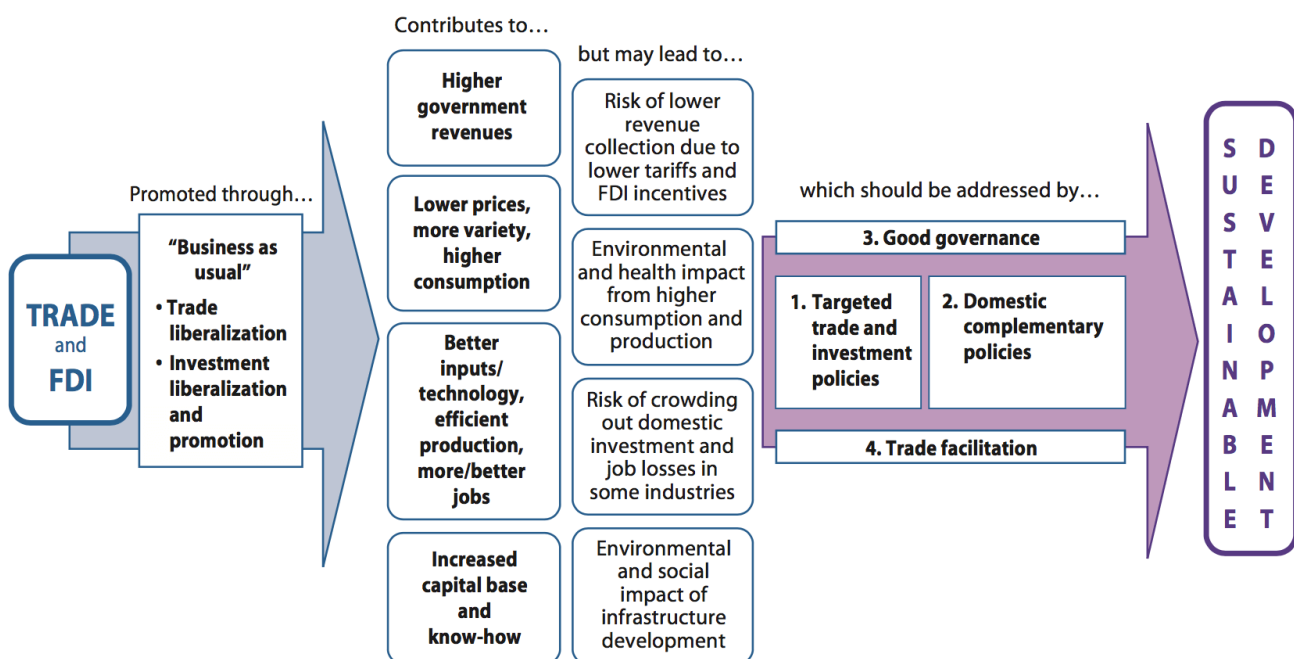 TRADE
and
FDI
Promoted through…
“Business as
usual”
• Trade
liberalization
• Investment
liberalization
and
promotion
Contributes to…
Higher
government
revenues
Lower prices,
more variety,
higher
consumption
Better
inputs/
technology,
efficient
production,
more/better
jobs
Increased
capital base
and
know-how
but may lead to…
Risk of lower
revenue
collection due to
lower tariffs and
FDI incentives
Environmental
and health impact
from higher
consumption and
production
Risk of crowding
out domestic
investment and
job losses in
some industries
Environmental
and social
impact of
infrastructure
development
which should be addressed by…
3. Good governance
1. Targeted
trade and
investment
policies
2. Domestic
complementary
policies
4. Trade facilitation
SUSTAINABLE
DEVELOPMENT